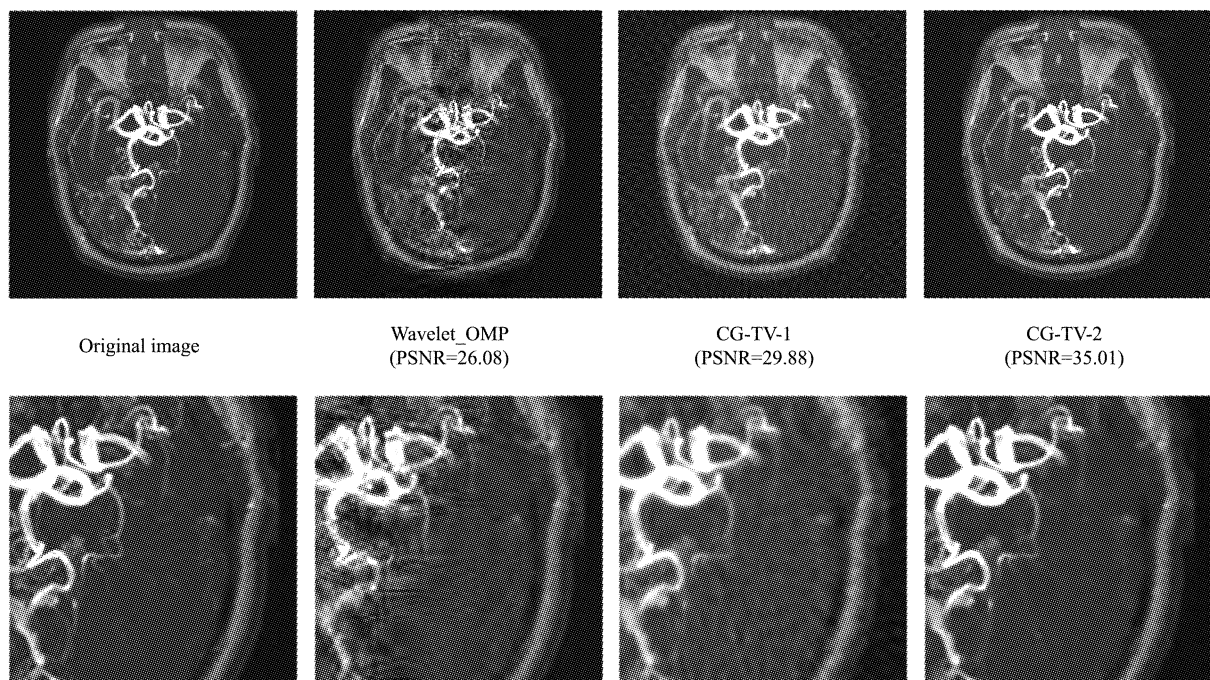 Original image
Wavelet_OMP
(PSNR=26.08)
CG-TV-1
(PSNR=29.88)
CG-TV-2
(PSNR=35.01)